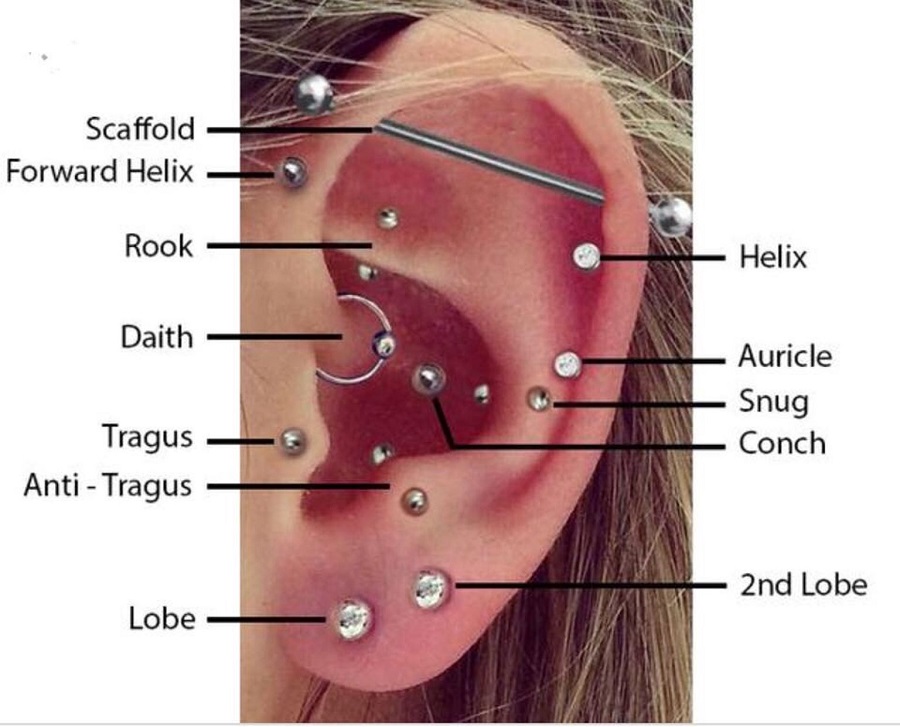 Scaffold
Forward Helix
Rook
Daith
Tragus
Anti - Tragus
Lobe
Helix
Auricle
Snug
Conch
2nd Lobe